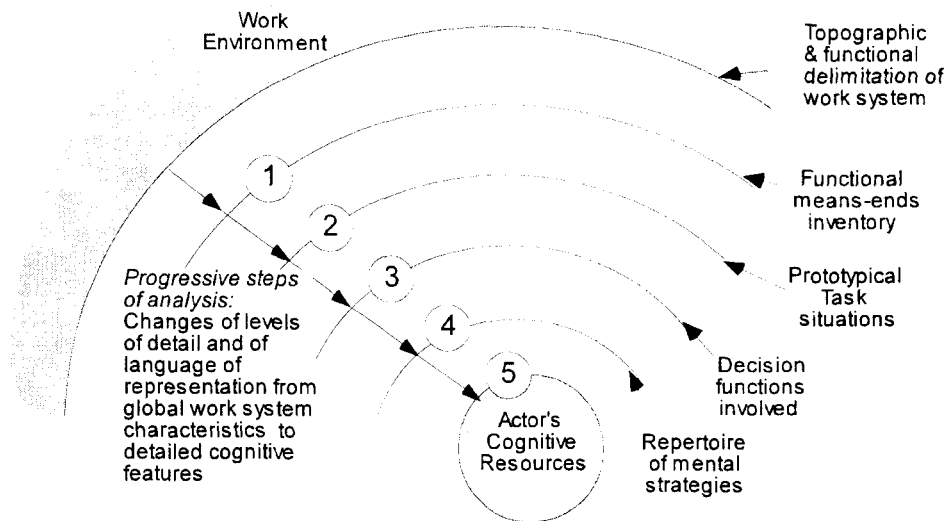 Work
Environment
Topographic
& functional
delimitation of
work system
1
Functional
means-ends
inventory
2
Prototypical
Task
situations
3
Progressive steps
of analysis:
Changes of levels
of detail and of
language of
representation from
global work system
characteristics to
detailed cognitive
features
4
Decision
functions
involved
5
Actor's
Cognitive
Resources
Repertoire
of mental
strategies